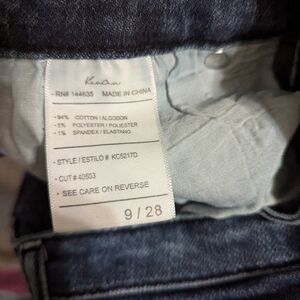 KanCan
- RN# 144635 MADE IN CHINA
- 94% COTTON / ALGODON
- 5% POLYESTER / POLIESTER
- 1% SPANDEX / ELASTANO
- STYLE / ESTILO # KC5217D
- CUT # 40503
- SEE CARE ON REVERSE
9 / 28